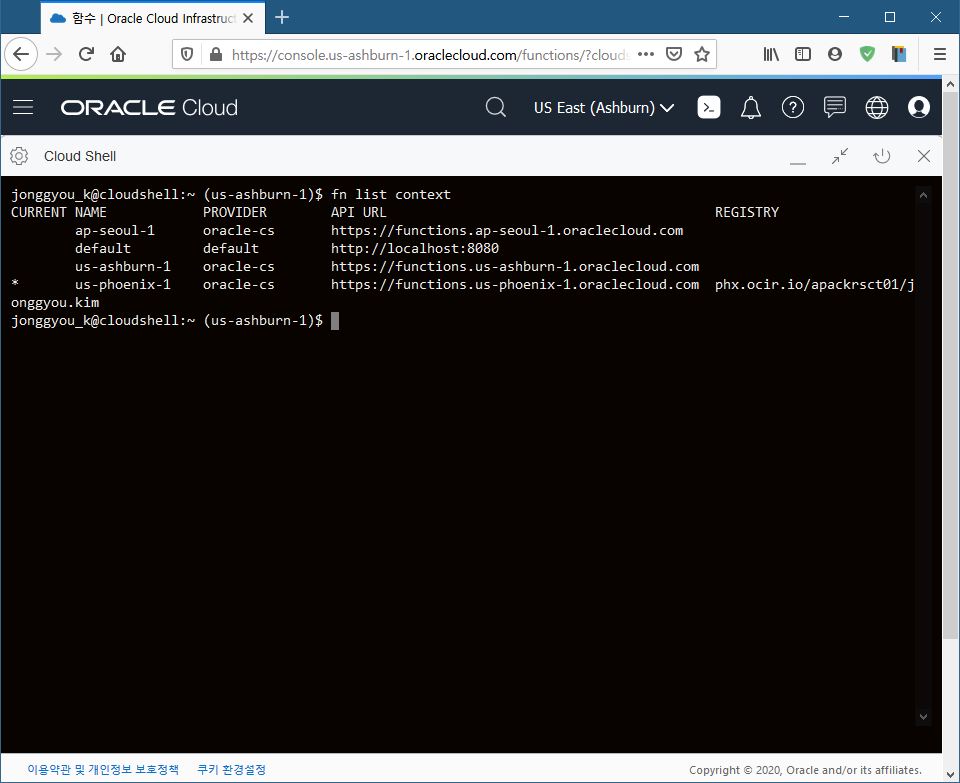 함수 | Oracle Cloud Infrastruct
https://console.us-ashburn-1.oraclecloud.com/functions/?clouds
ORACLE Cloud
US East (Ashburn)
Cloud Shell
jonggyou_k@cloudshell:~ (us-ashburn-1)$ fn list context
CURRENT NAME PROVIDER API URL REGISTRY
ap-seoul-1 oracle-cs https://functions.ap-seoul-1.oraclecloud.com
default default http://localhost:8080
us-ashburn-1 oracle-cs https://functions.us-ashburn-1.oraclecloud.com
* us-phoenix-1 oracle-cs https://functions.us-phoenix-1.oraclecloud.com phx.ocir.io/apackrsct01/j
onggyou.kim
jonggyou_k@cloudshell:~ (us-ashburn-1)$
이용약관 및 개인정보 보호정책 쿠키 환경설정
Copyright © 2020, Oracle and/or its affiliates.